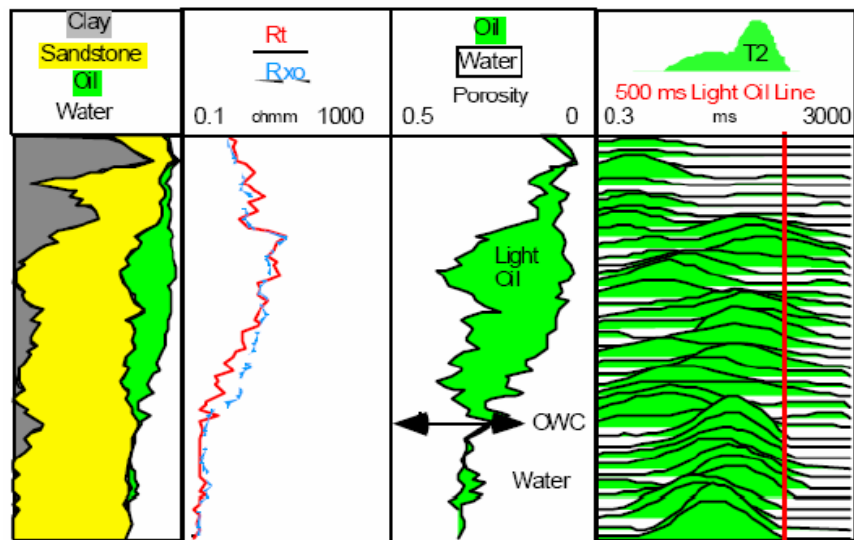 Clay
Sandstone
Oil
Water
Rt
Rxo
0.1 ohmm 1000
Oil
Water
Porosity
0.5 0
T2
500 ms Light Oil Line
0.3 ms 3000
Light
Oil
OWC
Water